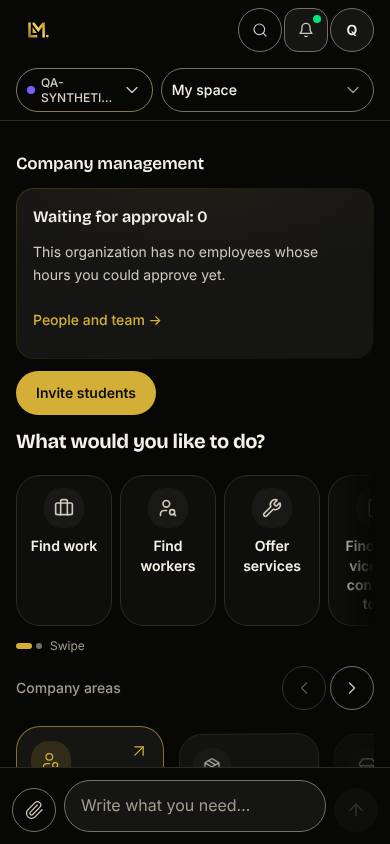 LM.
Q
QA-
SYNTHETI...
My space
Company management
Waiting for approval: 0
This organization has no employees whose
hours you could approve yet.
People and team →
Invite students
What would you like to do?
Find work
Find
workers
Offer
services
Swipe
Company areas
Write what you need...